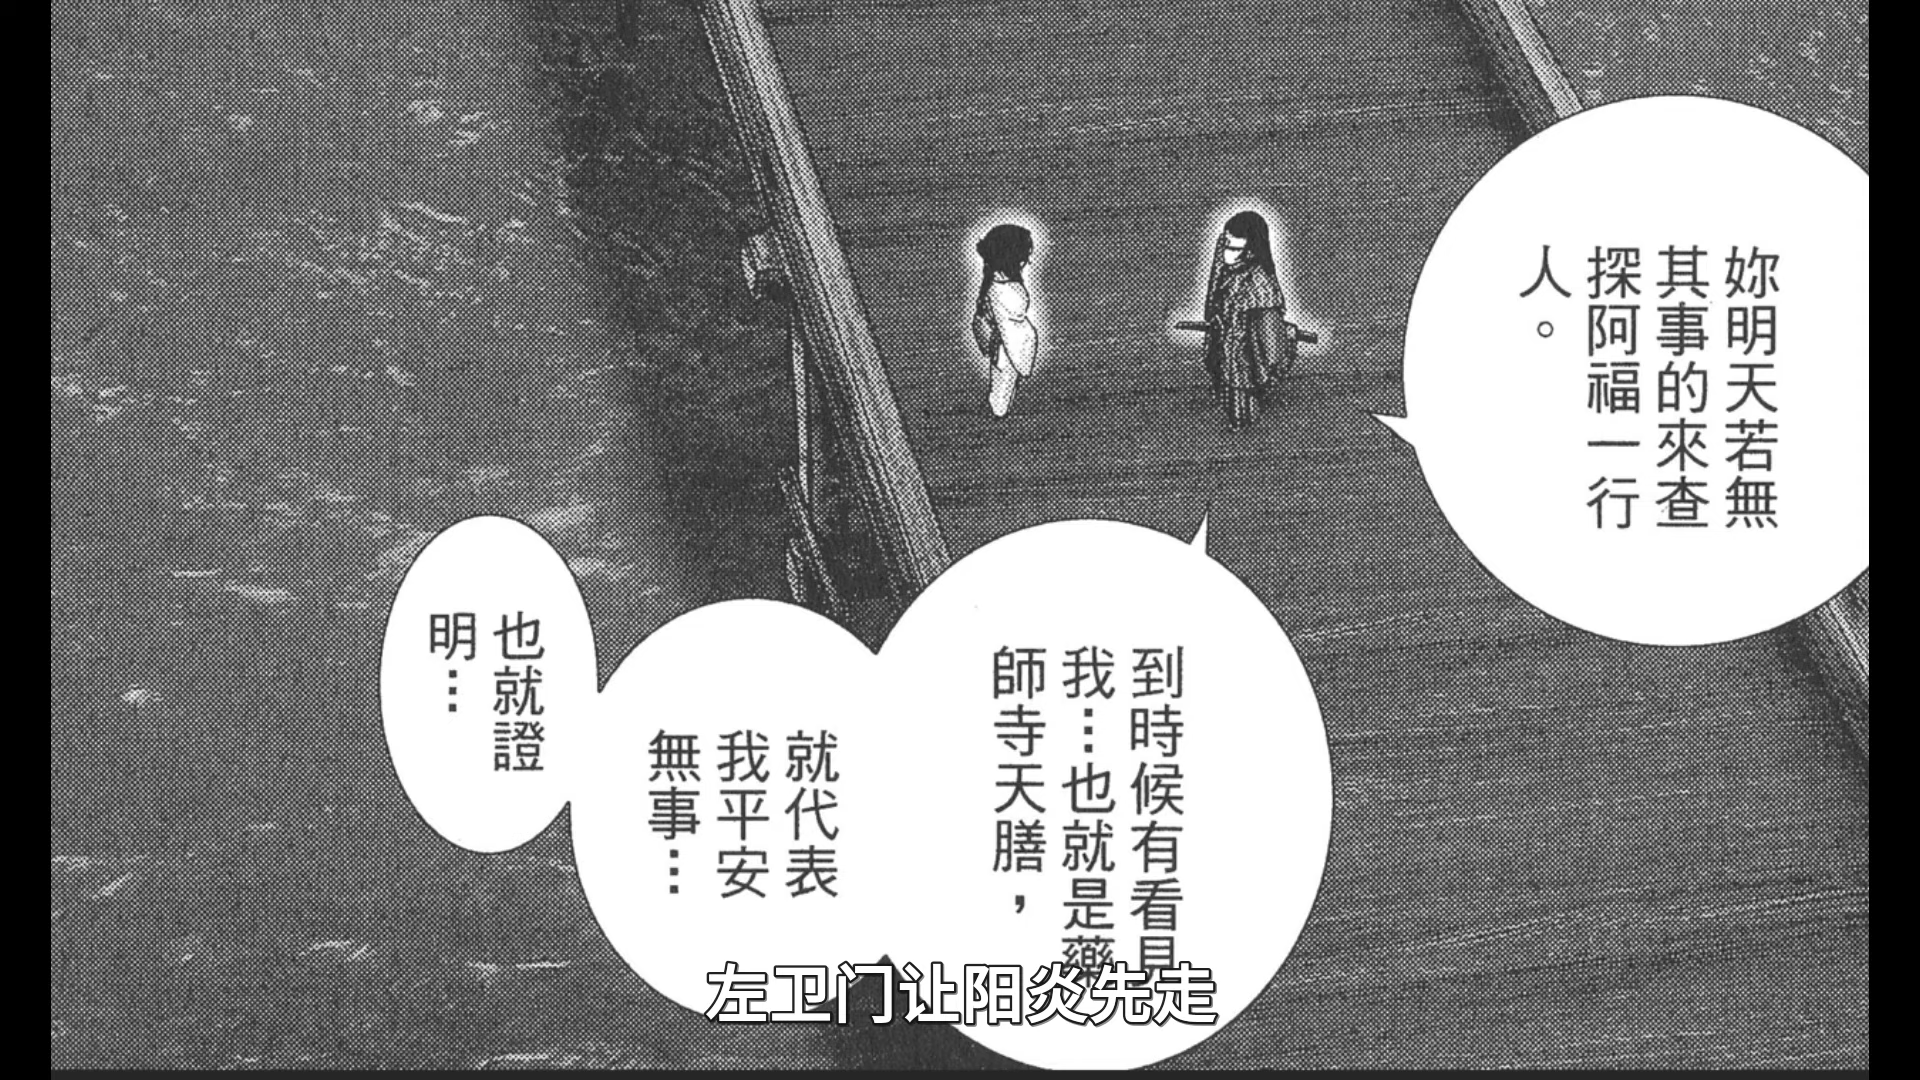 妳明天若無
其事的來查
探阿福一行
人。
到時候有看見
我…也就是藥
師寺天膳，
就代表
我平安
無事…
也就證
明…
左卫门让阳炎先走